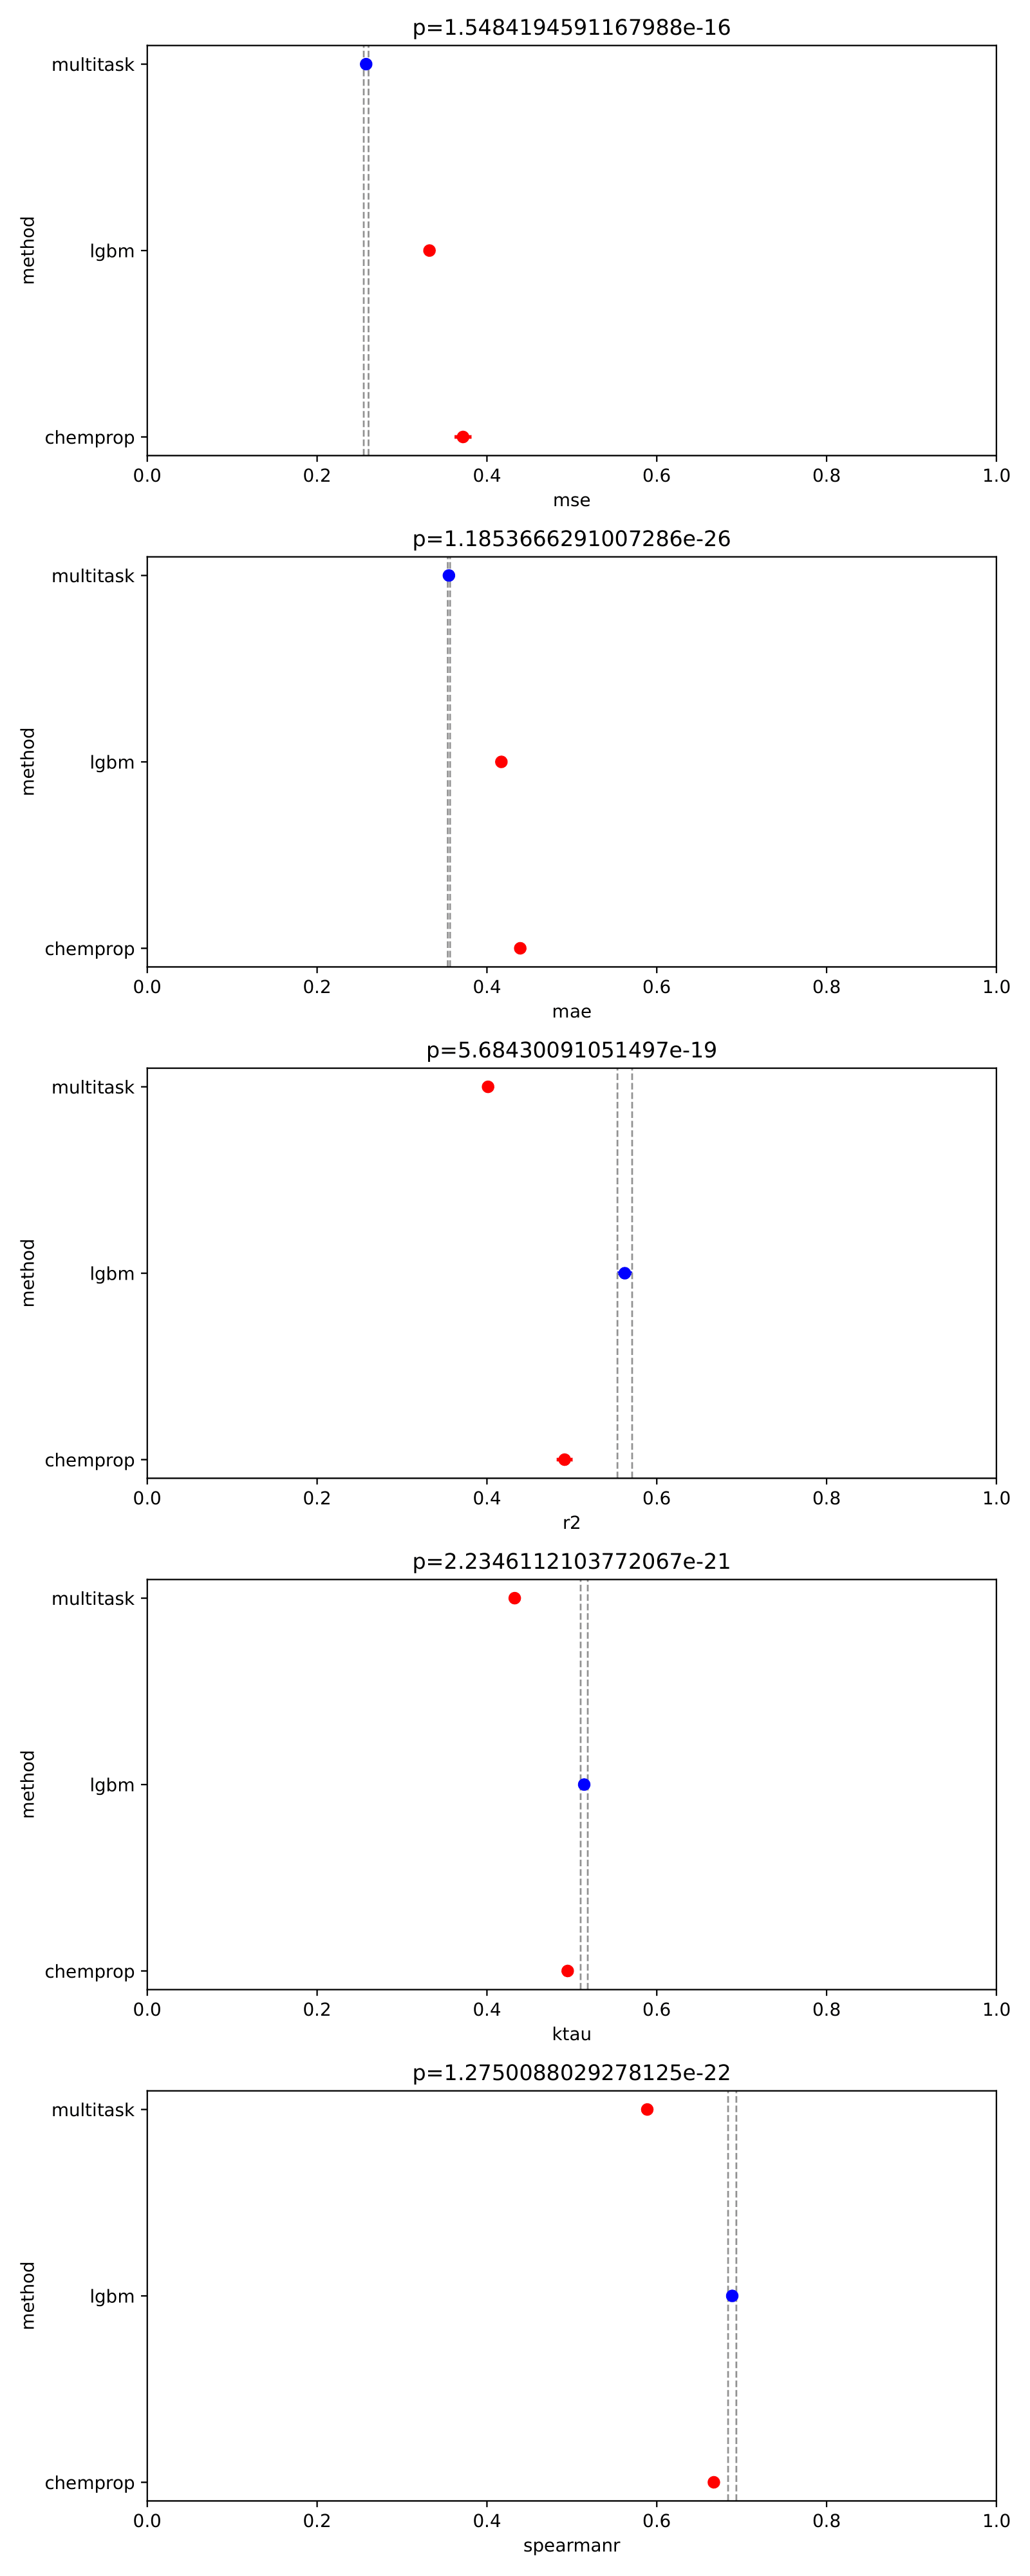 p=1.5484194591167988e-16
multitask
lgbm
chemprop
method
0.0 0.2 0.4 0.6 0.8 1.0
mse
p=1.1853666291007286e-26
multitask
lgbm
chemprop
method
0.0 0.2 0.4 0.6 0.8 1.0
mae
p=5.68430091051497e-19
multitask
lgbm
chemprop
method
0.0 0.2 0.4 0.6 0.8 1.0
r2
p=2.2346112103772067e-21
multitask
lgbm
chemprop
method
0.0 0.2 0.4 0.6 0.8 1.0
ktau
p=1.2750088029278125e-22
multitask
lgbm
chemprop
method
0.0 0.2 0.4 0.6 0.8 1.0
spearmanr